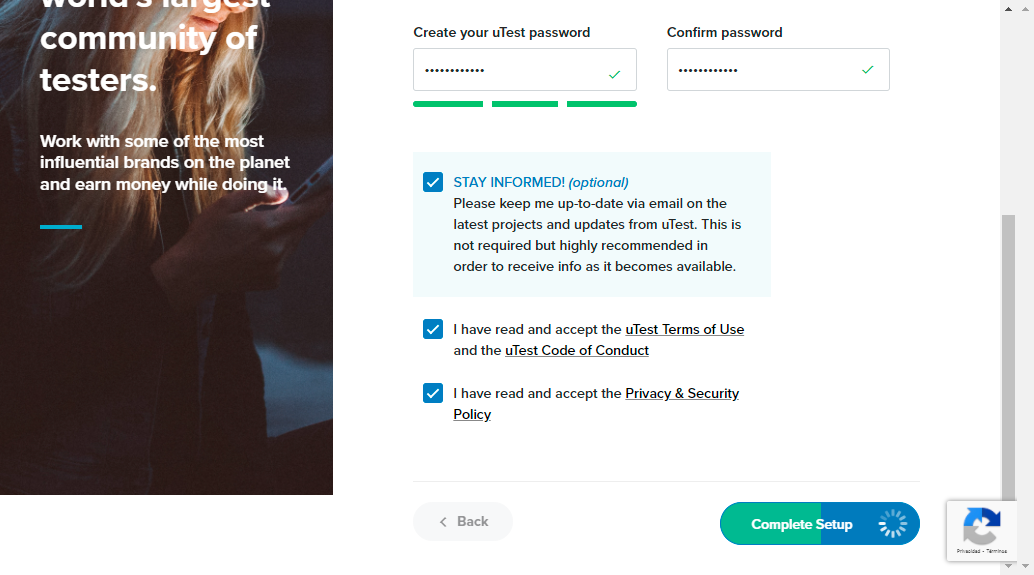 world's largest
community of
testers.
Work with some of the most
influential brands on the planet
and earn money while doing it.
Create your uTest password
Confirm password
••••••••••••
••••••••••••
STAY INFORMED! (optional)
Please keep me up-to-date via email on the
latest projects and updates from uTest. This is
not required but highly recommended in
order to receive info as it becomes available.
I have read and accept the uTest Terms of Use
and the uTest Code of Conduct
I have read and accept the Privacy & Security
Policy
Back
Complete Setup
Privacidad - Términos